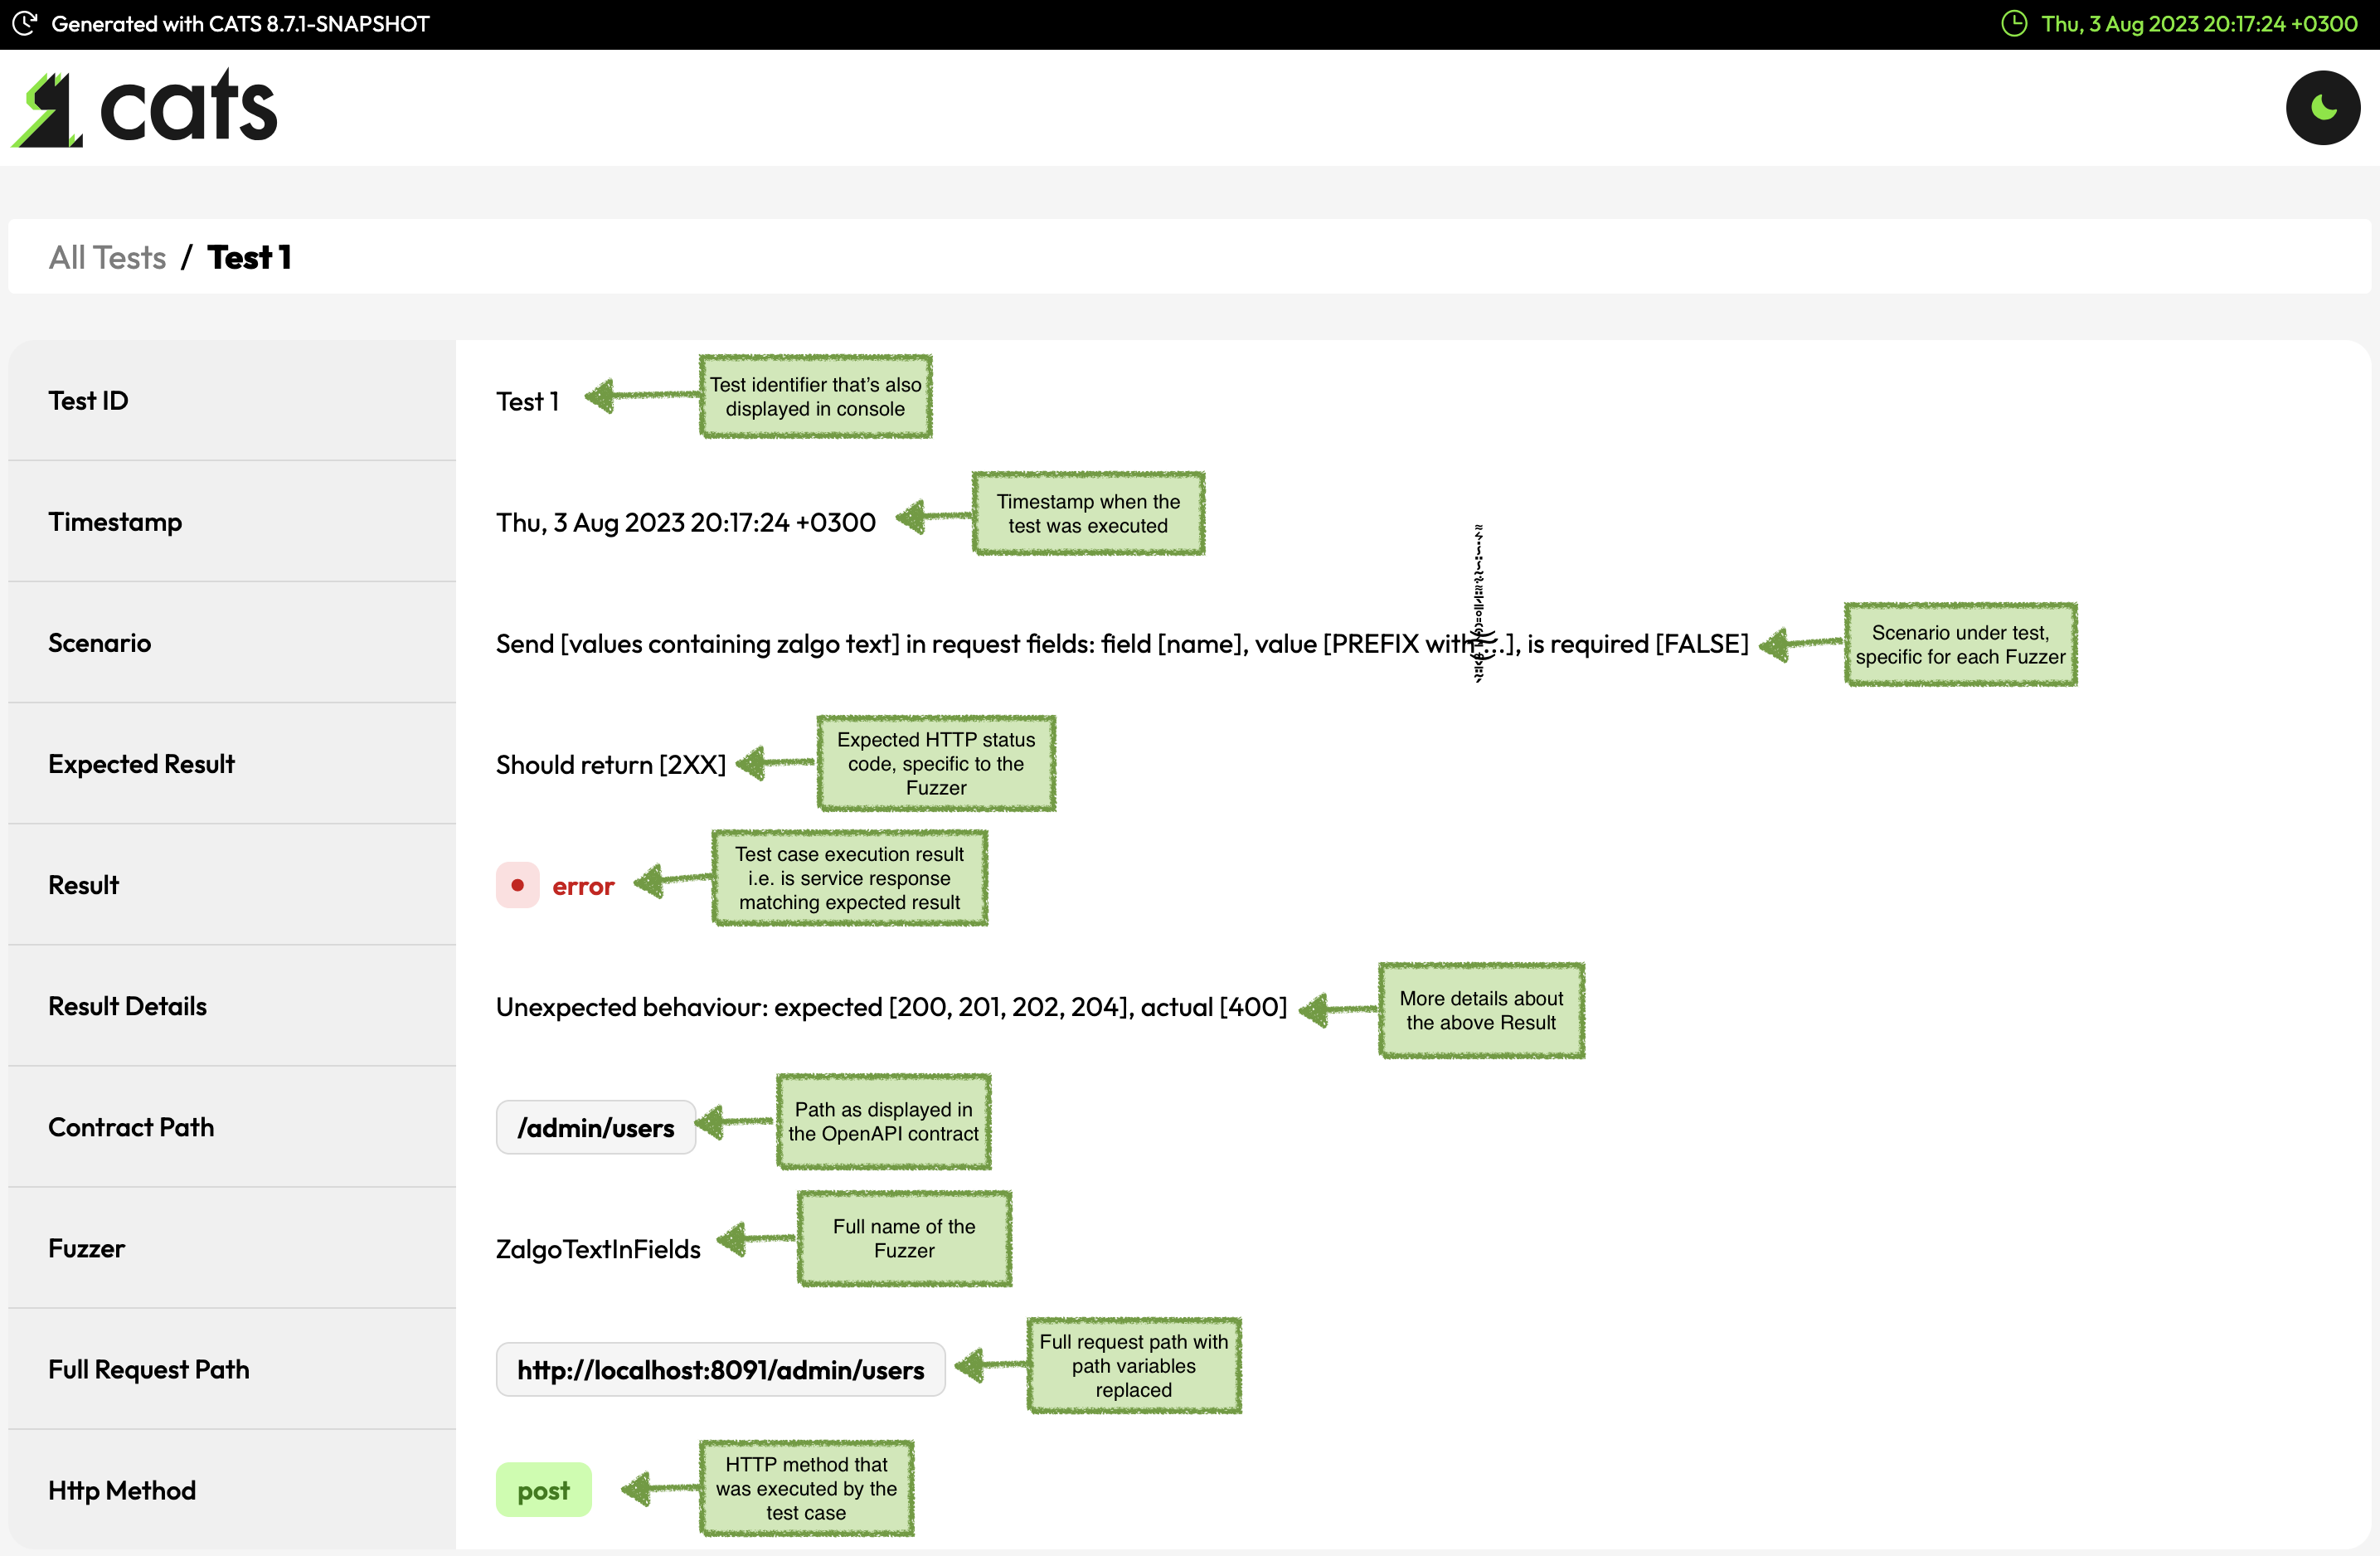 Generated with CATS 8.7.1-SNAPSHOT
Thu, 3 Aug 2023 20:17:24 +0300
cats
All Tests / Test 1
Test ID
Test 1
Test identifier that’s also
displayed in console
Timestamp
Thu, 3 Aug 2023 20:17:24 +0300
Timestamp when the
test was executed
Scenario
Send [values containing zalgo text] in request fields: field [name], value [PREFIX with ...], is required [FALSE]
Scenario under test,
specific for each Fuzzer
Expected Result
Should return [2XX]
Expected HTTP status
code, specific to the
Fuzzer
Result
error
Test case execution result
i.e. is service response
matching expected result
Result Details
Unexpected behaviour: expected [200, 201, 202, 204], actual [400]
More details about
the above Result
Contract Path
/admin/users
Path as displayed in
the OpenAPI contract
Fuzzer
ZalgoTextInFields
Full name of the
Fuzzer
Full Request Path
http://localhost:8091/admin/users
Full request path with
path variables
replaced
Http Method
post
HTTP method that
was executed by the
test case